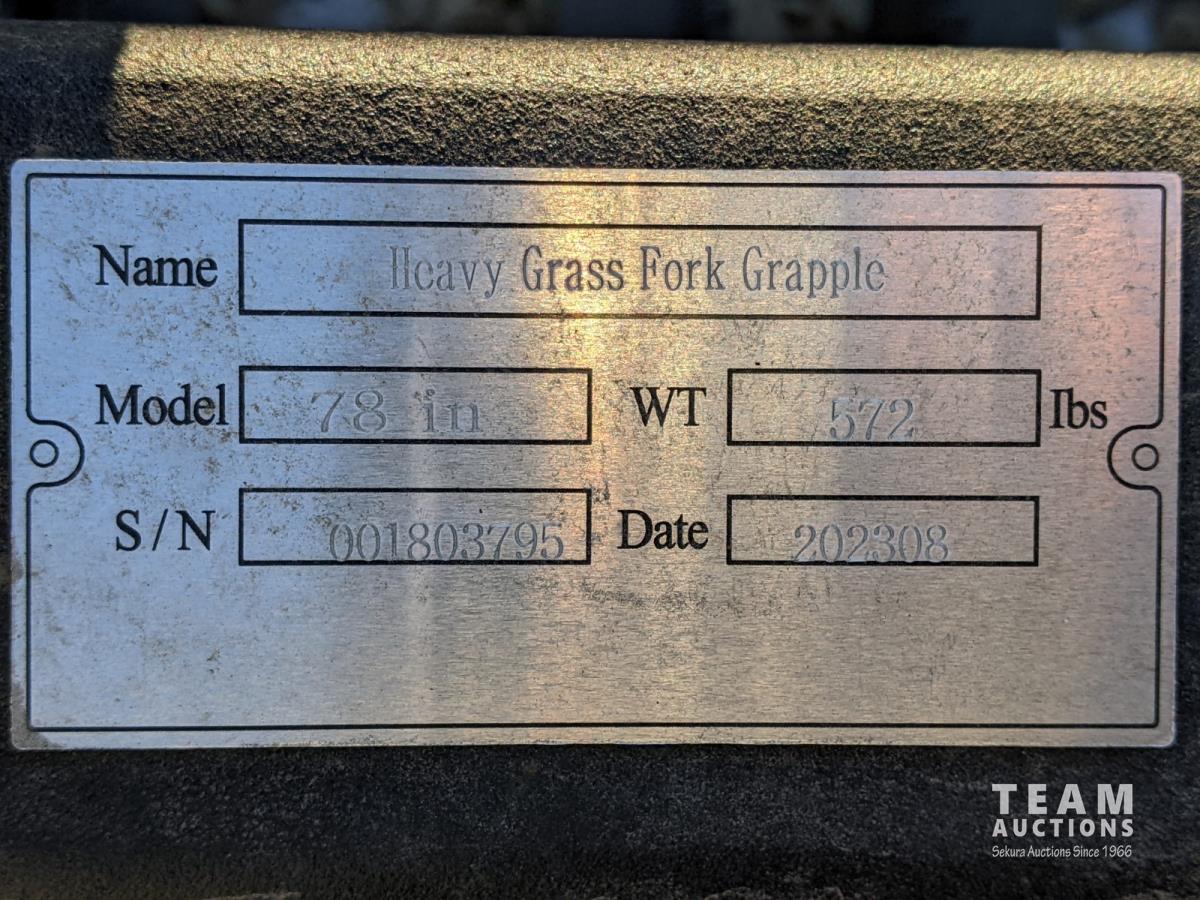 Name Heavy Grass Fork Grapple
Model 78 in WT 572 Ibs
S/N 001803795 Date 202308
TEAM
AUCTIONS
Sekura Auctions Since 1966